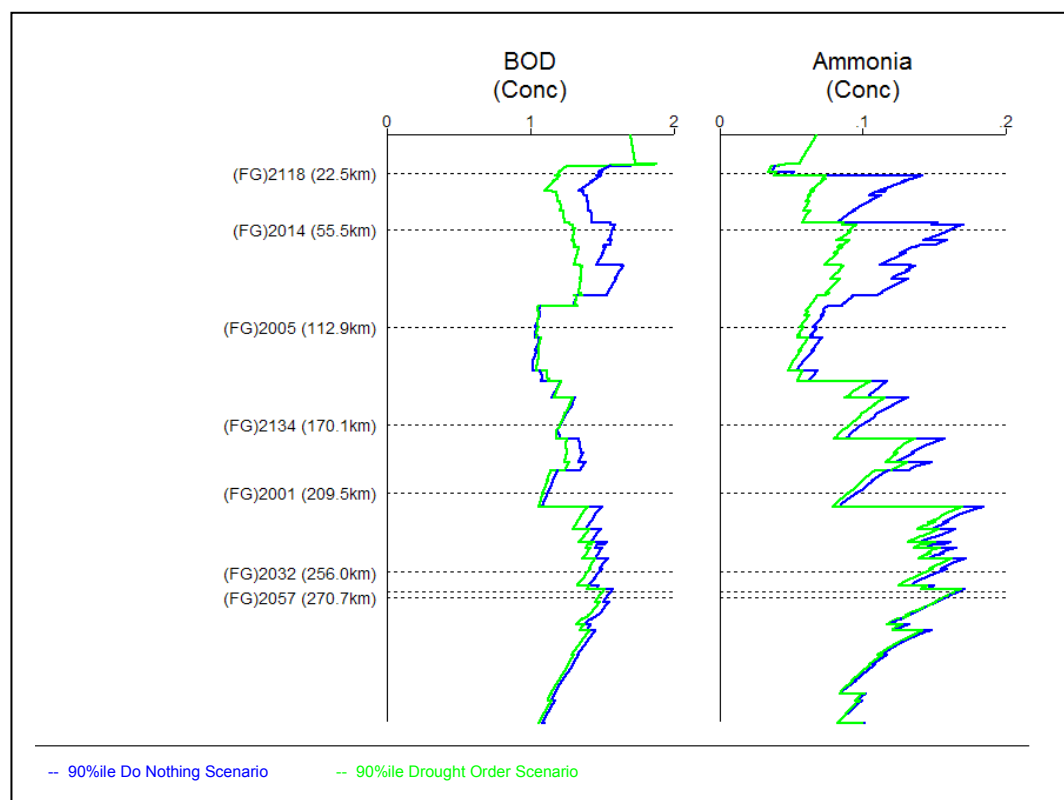 BOD
(Conc)
Ammonia
(Conc)
0 1 2
0 .1 .2
(FG)2118 (22.5km)
(FG)2014 (55.5km)
(FG)2005 (112.9km)
(FG)2134 (170.1km)
(FG)2001 (209.5km)
(FG)2032 (256.0km)
(FG)2057 (270.7km)
-- 90%ile Do Nothing Scenario
-- 90%ile Drought Order Scenario